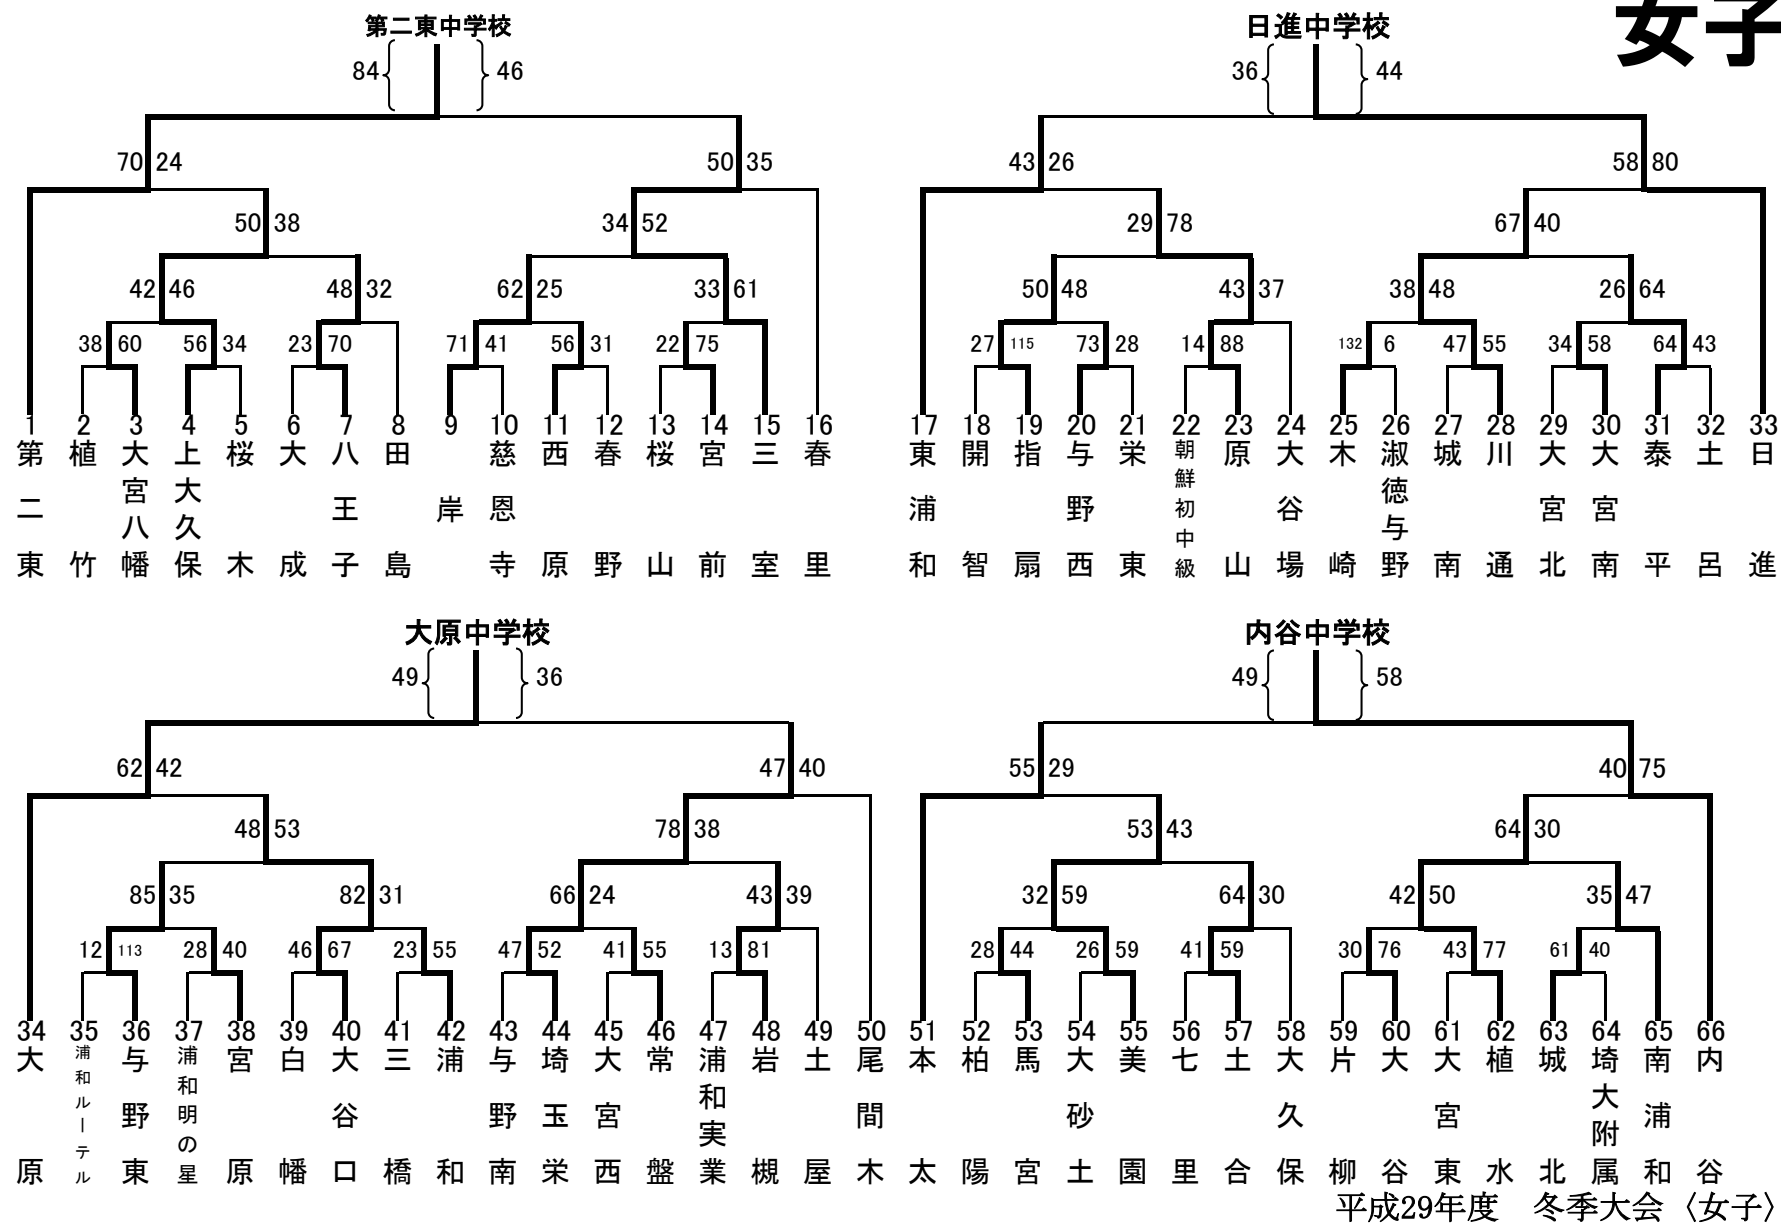 女子
第二東中学校
84 46
70 24 50 35
50 38 34 52
42 46 48 32 62 25 33 61
38 60 56 34 23 70 71 41 56 31 22 75
1 2 3 4 5 6 7 8 9 10 11 12 13 14 15 16
第二東
植竹
大宮八幡
上大久保
桜木
大成
八王子
田島
岸
慈恩寺
西原
春野
桜山
宮前
三室
春里
日進中学校
36 44
43 26 58 80
29 78 67 40
50 48 43 37 38 48 26 64
27 115 73 28 14 88 132 6 47 55 34 58 64 43
17 18 19 20 21 22 23 24 25 26 27 28 29 30 31 32 33
東浦和
開智
指扇
与野西
栄東
朝鮮初中級
原山
大谷場
木崎
淑徳与野
城南
川通
大宮北
大宮南
泰平
土呂
日進
大原中学校
49 36
62 42 47 40
48 53 78 38
85 35 82 31 66 24 43 39
12 113 28 40 46 67 23 55 47 52 41 55 13 81
34 35 36 37 38 39 40 41 42 43 44 45 46 47 48 49 50
大原
浦和ルーテル
与野東
浦和明の星
宮原
白幡
大谷口
三橋
浦和
与野南
埼玉栄
大宮西
常盤
浦和実業
岩槻
土屋
尾間木
内谷中学校
49 58
55 29 40 75
53 43 64 30
32 59 64 30 42 50 35 47
28 44 26 59 41 59 30 76 43 77 61 40
51 52 53 54 55 56 57 58 59 60 61 62 63 64 65 66
本太
柏陽
馬宮
大砂土
美園
七里
土合
大久保
片柳
大谷
大宮東
植水
城北
埼大附属
南浦和
内谷
平成29年度　冬季大会〈女子〉